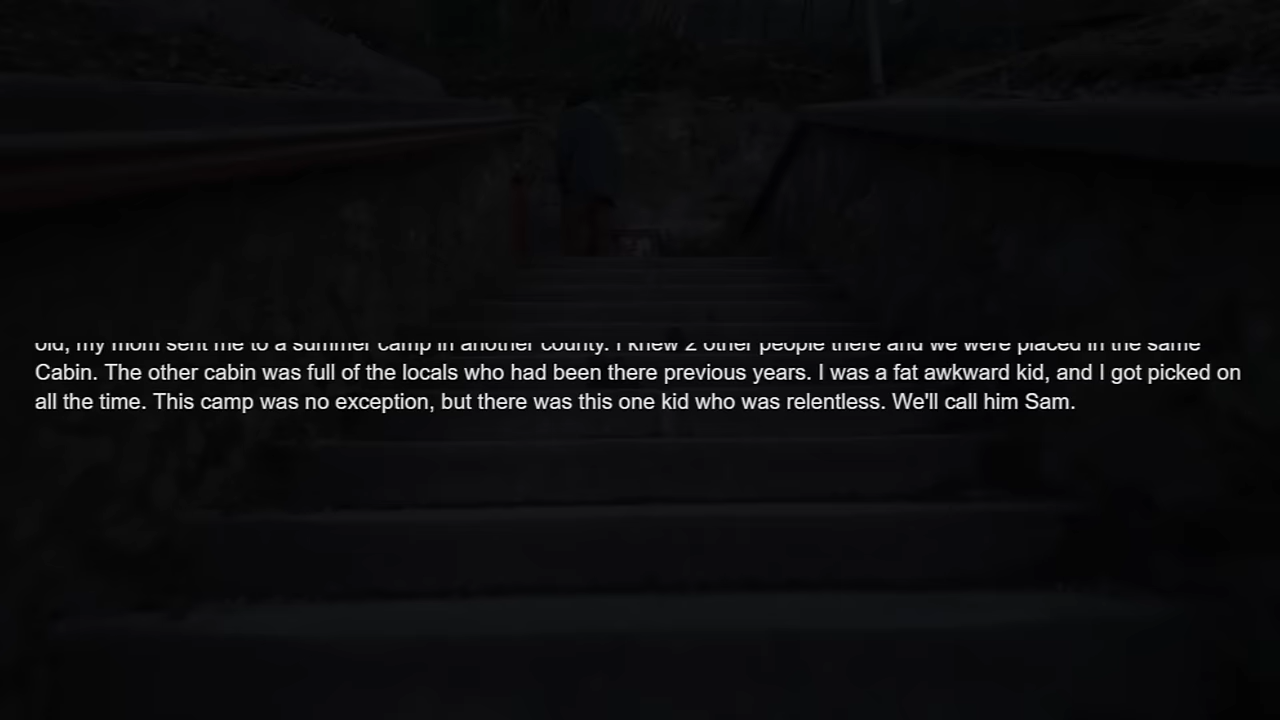 old, my mom sent me to a summer camp in another county. I knew 2 other people there and we were placed in the same
Cabin. The other cabin was full of the locals who had been there previous years. I was a fat awkward kid, and I got picked on
all the time. This camp was no exception, but there was this one kid who was relentless. We'll call him Sam.